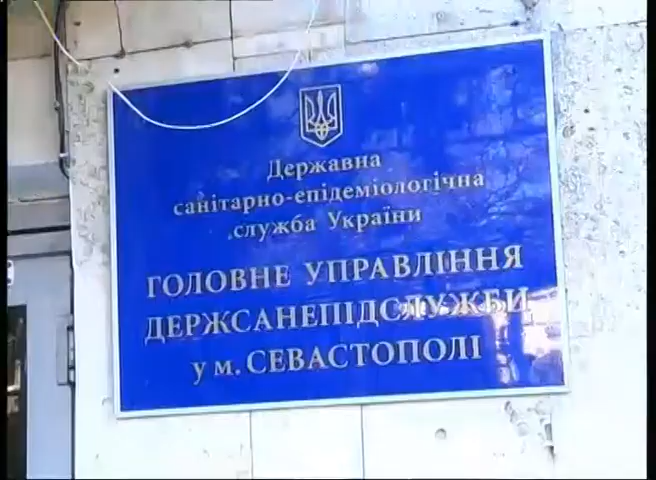 Державна
санітарно-епідеміологічна
служба України
ГОЛОВНЕ УПРАВЛІННЯ
ДЕРЖСАНЕПІДСЛУЖБИ
у м. СЕВАСТОПОЛІ